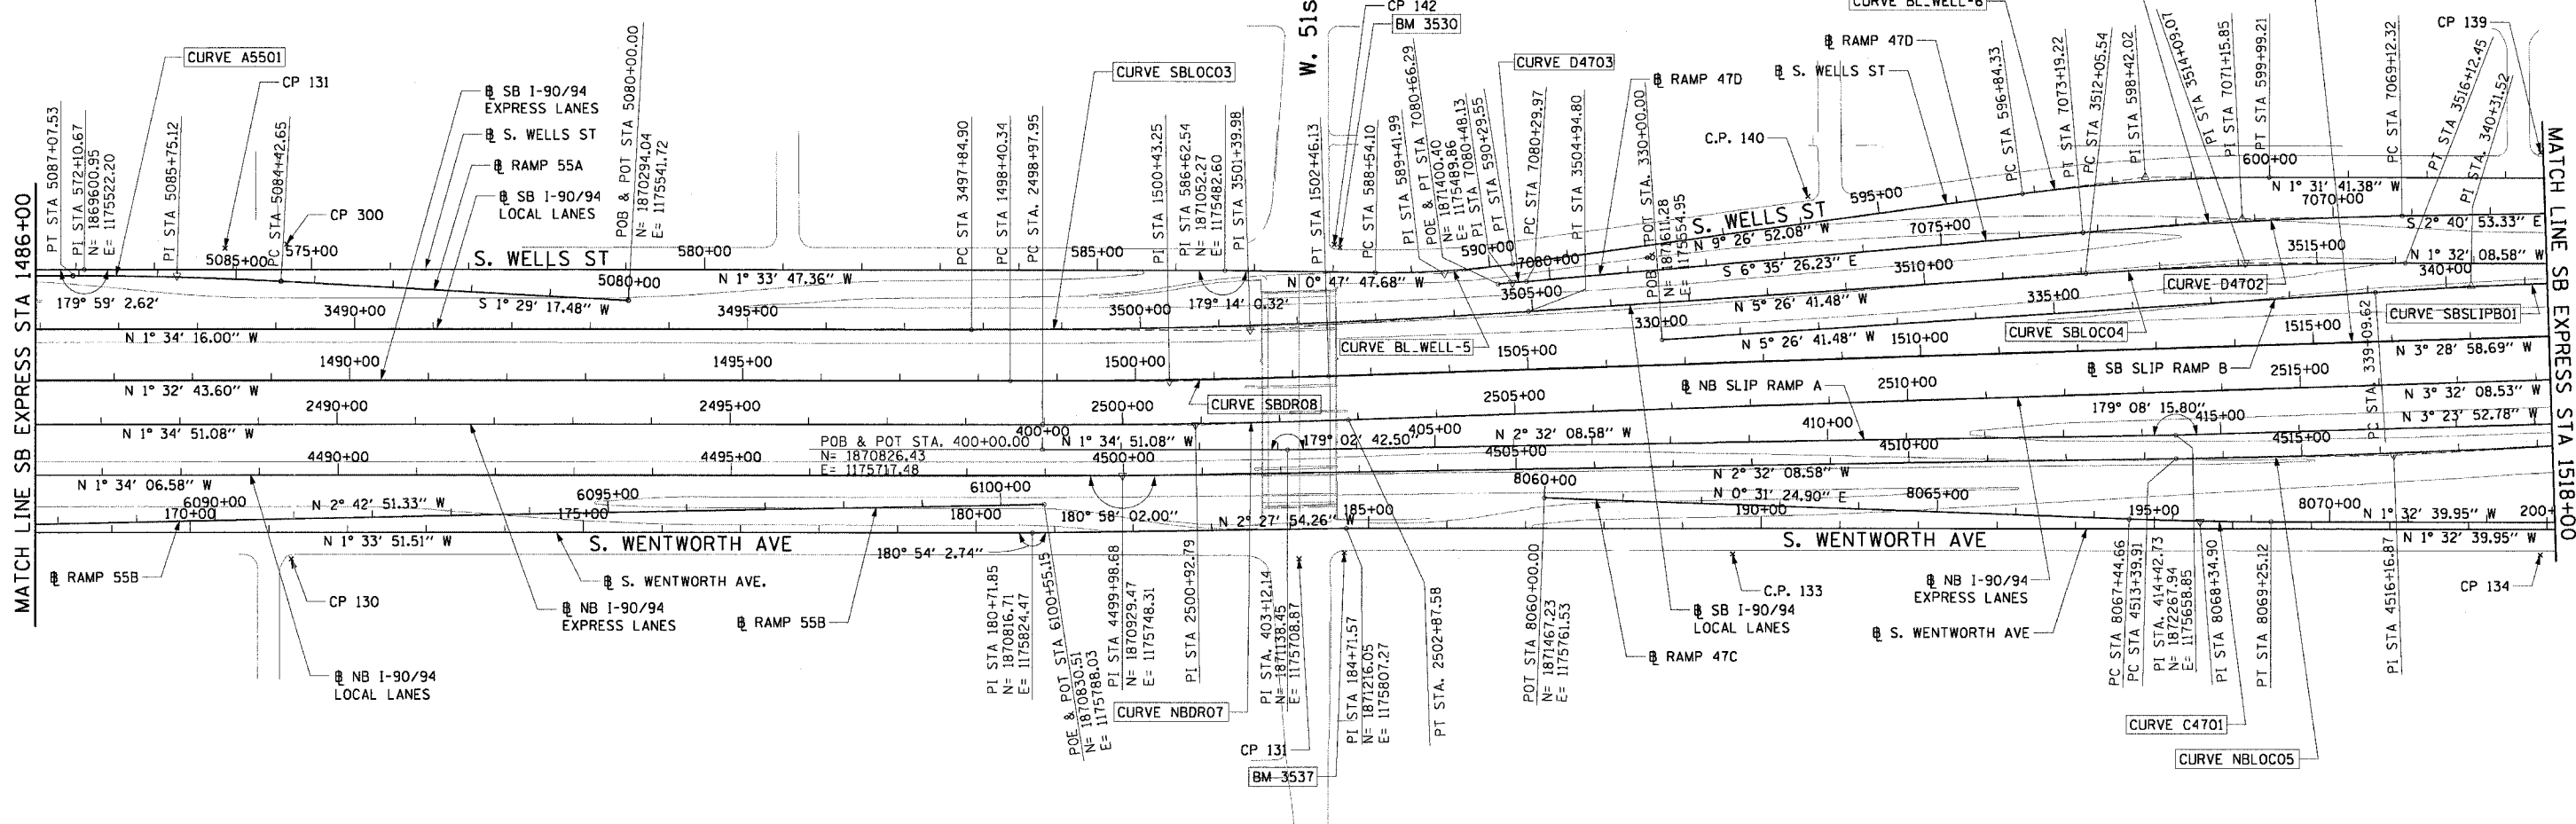 MATCH LINE SB EXPRESS STA 1486+00
PT STA 5087+07.53
PI STA 572+10.67
N= 1869600.95
E= 1175522.20
CURVE A5501
PI STA 5085+75.12
CP 131
PC STA 5084+42.65
CP 300
℄ SB I-90/94
EXPRESS LANES
℄ S. WELLS ST
℄ RAMP 55A
℄ SB I-90/94
LOCAL LANES
POB & POT STA 5080+00.00
N= 1870294.04
E= 1175541.72
PC STA 3497+84.90
PC STA 1498+40.34
PC STA. 2498+97.95
CURVE SBLOC03
PI STA 1500+43.25
PI STA 586+62.54
N= 1871052.27
E= 1175482.60
PI STA 3501+39.98
W. 51s
CP 142
BM 3530
PT STA 1502+46.13
PC STA 588+54.10
PI STA 589+41.99
POE & PT STA 7080+66.29
N= 1871400.40
E= 1175489.86
PI STA 7080+48.13
PT STA 590+29.55
CURVE D4703
PC STA 7080+29.97
PT STA 3504+94.80
℄ RAMP 47D
POB & POT STA. 330+00.00
N= 1871611.28
E= 1175554.95
C.P. 140
℄ RAMP 47D
℄ S. WELLS ST
CURVE BL_WELL-6
PC STA 596+84.33
PT STA 7073+19.22
PC STA 3512+05.54
PI STA 598+42.02
PI STA 3514+09.07
PI STA 7071+15.85
PT STA 599+99.21
PC STA 7069+12.32
PT STA 3516+12.45
PI STA. 340+31.52
CP 139
MATCH LINE SB EXPRESS STA 1518+00
5085+00
575+00
S. WELLS ST
580+00
5080+00
585+00
N 1° 33' 47.36" W
N 0° 47' 47.68" W
590+00
7080+00
S. WELLS ST
595+00
N 9° 26' 52.08" W
7075+00
600+00
N 1° 31' 41.38" W
7070+00
S 2° 40' 53.33" E
179° 59' 2.62'
3490+00
S 1° 29' 17.48" W
3495+00
3500+00
179° 14' 0.32'
3505+00
S 6° 35' 26.23" E
3510+00
3515+00
N 1° 32' 08.58" W
N 1° 34' 16.00" W
N 5° 26' 41.48" W
330+00
335+00
340+00
CURVE D4702
CURVE SBSLIPB01
CURVE SBLOC04
CURVE BL_WELL-5
N 5° 26' 41.48" W
1490+00
1495+00
1500+00
1505+00
1510+00
1515+00
N 1° 32' 43.60" W
N 3° 28' 58.69" W
℄ SB SLIP RAMP B
PC STA. 339+09.62
CURVE SBDR08
2490+00
2495+00
2500+00
2505+00
2510+00
2515+00
℄ NB SLIP RAMP A
N 1° 34' 51.08" W
N 3° 32' 08.53" W
400+00
405+00
410+00
415+00
179° 08' 15.80"
N 3° 23' 52.78" W
POB & POT STA. 400+00.00
N= 1870826.43
E= 1175717.48
N 1° 34' 51.08" W
179° 02' 42.50"
N 2° 32' 08.58" W
4490+00
4495+00
4500+00
4505+00
4510+00
4515+00
N 1° 34' 06.58" W
N 2° 32' 08.58" W
6090+00
N 2° 42' 51.33" W
6095+00
6100+00
8060+00
N 0° 31' 24.90" E
8065+00
8070+00
170+00
175+00
180+00
180° 58' 02.00"
N 2° 27' 54.26" W
185+00
190+00
195+00
N 1° 32' 39.95" W
200+
N 1° 33' 51.51" W
S. WENTWORTH AVE
180° 54' 2.74"
S. WENTWORTH AVE
N 1° 32' 39.95" W
℄ RAMP 55B
CP 130
℄ S. WENTWORTH AVE.
℄ NB I-90/94
EXPRESS LANES
℄ RAMP 55B
℄ NB I-90/94
LOCAL LANES
PI STA 180+71.85
N= 1870816.71
E= 1175824.47
POE & POT STA 6100+55.15
N= 1870830.51
E= 1175788.03
PI STA 4499+98.68
N= 1870929.47
E= 1175748.31
PI STA 2500+92.79
CURVE NBDR07
PI STA. 403+12.14
N= 1871138.45
E= 1175708.87
CP 131
BM 3537
PI STA 184+71.57
N= 1871216.05
E= 1175807.27
PT STA. 2502+87.58
POT STA 8060+00.00
N= 1871467.23
E= 1175761.53
℄ RAMP 47C
℄ SB I-90/94
LOCAL LANES
C.P. 133
℄ NB I-90/94
EXPRESS LANES
℄ S. WENTWORTH AVE
PC STA 8067+44.66
PC STA 4513+39.91
PI STA. 414+42.73
N= 1872267.94
E= 1175658.85
PI STA 8068+34.90
PT STA 8069+25.12
PI STA 4516+16.87
CP 134
CURVE C4701
CURVE NBLOC05